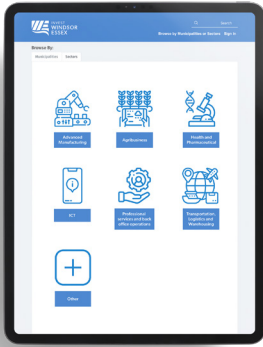 INVEST
WINDSOR
ESSEX
Search
Browse by Municipalities or Sectors Sign in
Browse By:
Municipalities Sectors
Advanced
Manufacturing
Agribusiness
Health and
Pharmaceutical
ICT
Professional
services and back
office operations
Transportation,
Logistics and
Warehousing
Other